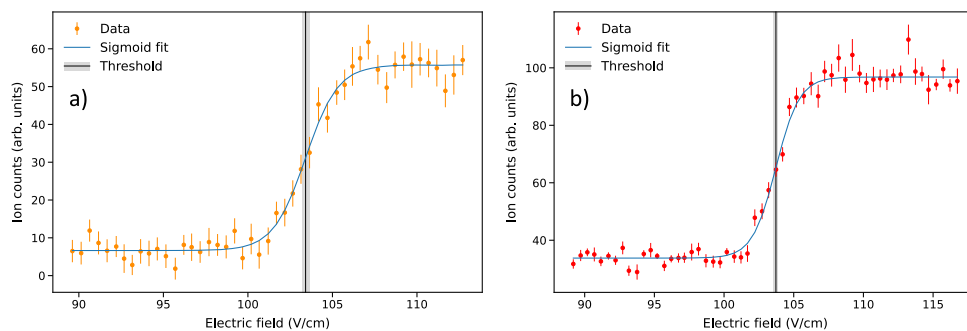 Data
Sigmoid fit
Threshold
a)
Ion counts (arb. units)
60
50
40
30
20
10
0
90
95
100
105
110
Electric field (V/cm)
Data
Sigmoid fit
Threshold
b)
Ion counts (arb. units)
100
80
60
40
90
95
100
105
110
115
Electric field (V/cm)